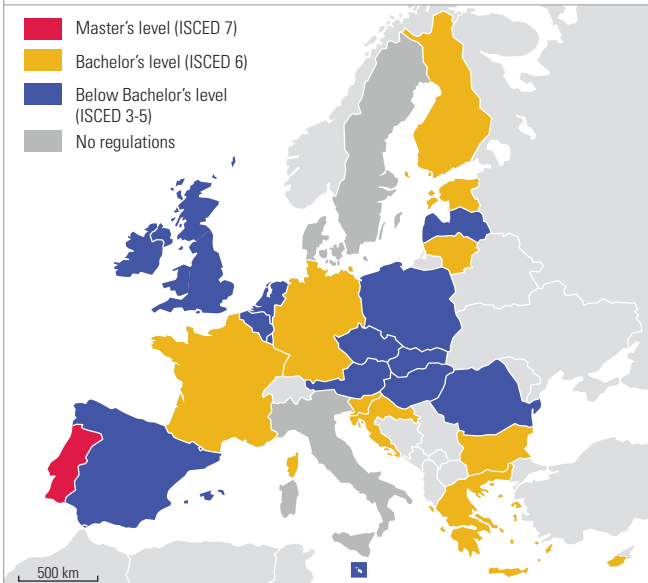 Master's level (ISCED 7)
Bachelor's level (ISCED 6)
Below Bachelor's level
(ISCED 3-5)
No regulations
500 km